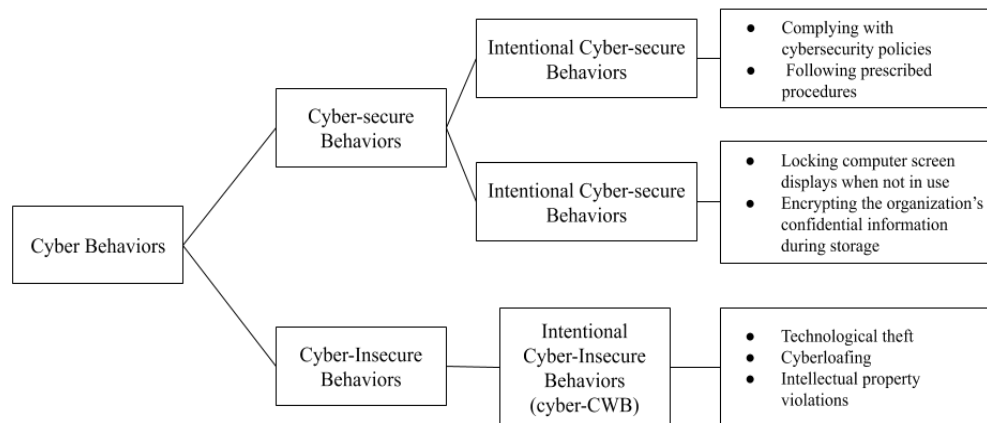 Cyber Behaviors
Cyber-secure
Behaviors
Intentional Cyber-secure
Behaviors
● Complying with
cybersecurity policies
● Following prescribed
procedures
Intentional Cyber-secure
Behaviors
● Locking computer screen
displays when not in use
● Encrypting the organization’s
confidential information
during storage
Cyber-Insecure
Behaviors
Intentional
Cyber-Insecure
Behaviors
(cyber-CWB)
● Technological theft
● Cyberloafing
● Intellectual property
violations